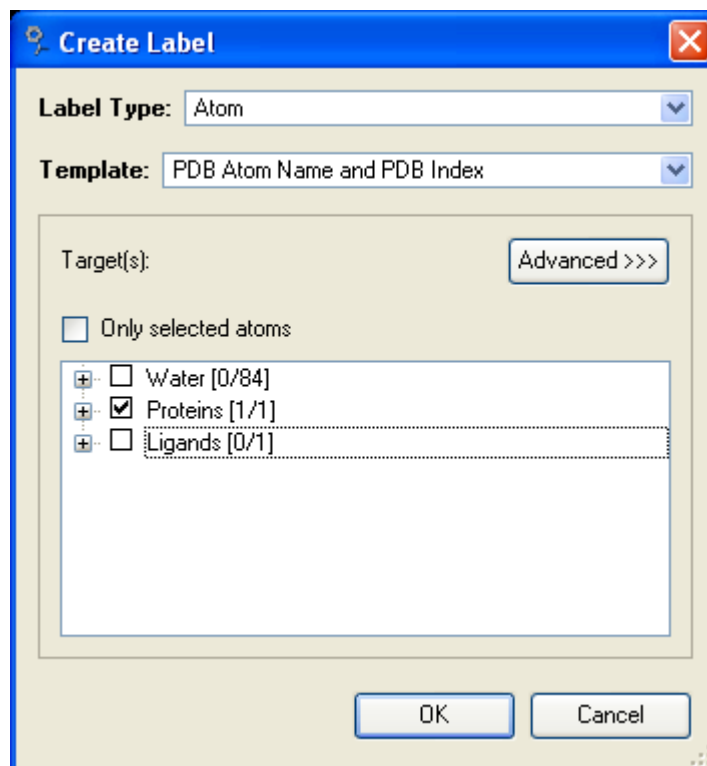 Create Label
Label Type: Atom
Template: PDB Atom Name and PDB Index
Target(s): Advanced >>>
Only selected atoms
Water [0/84]
Proteins [1/1]
Ligands [0/1]
OK Cancel